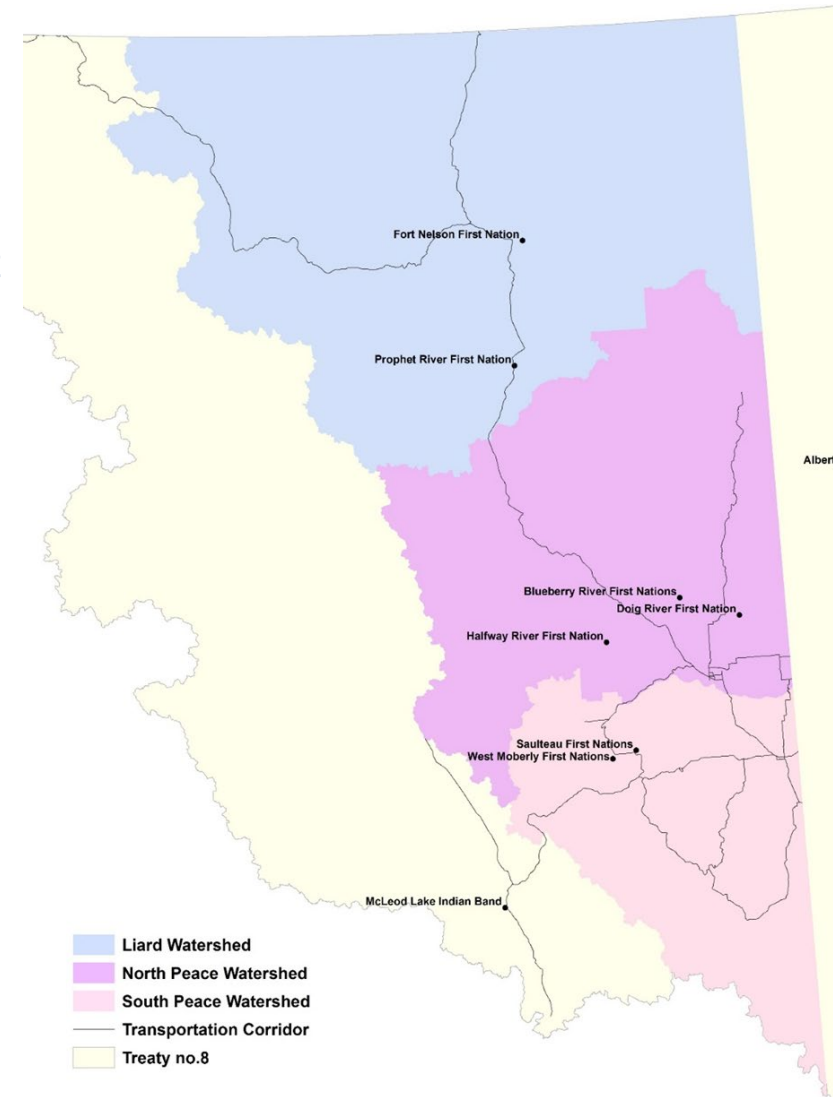 Fort Nelson First Nation
Prophet River First Nation
Albert
Blueberry River First Nations
Doig River First Nation
Halfway River First Nation
Saulteau First Nations
West Moberly First Nations
McLeod Lake Indian Band
Liard Watershed
North Peace Watershed
South Peace Watershed
Transportation Corridor
Treaty no.8